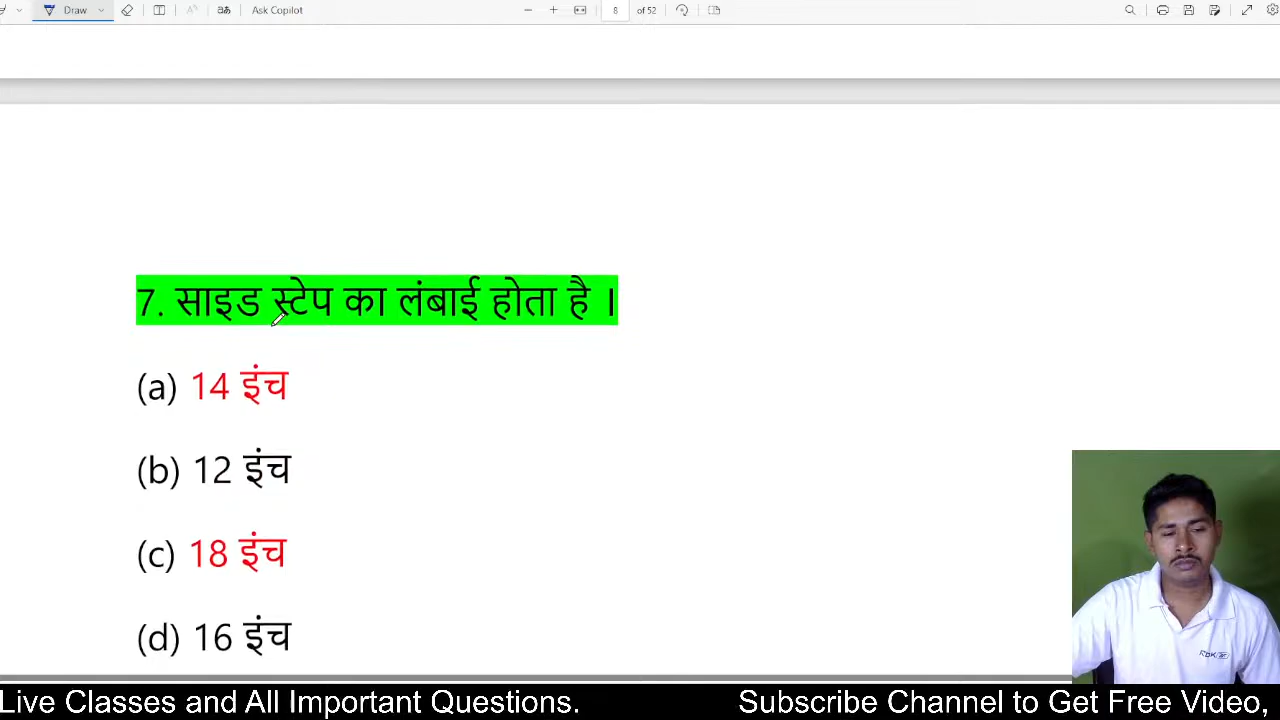 Draw
Ask Copilot
8 of 52
7. साइड स्टेप का लंबाई होता है ।
(a) 14 इंच
(b) 12 इंच
(c) 18 इंच
(d) 16 इंच
Live Classes and All Important Questions. Subscribe Channel to Get Free Video,